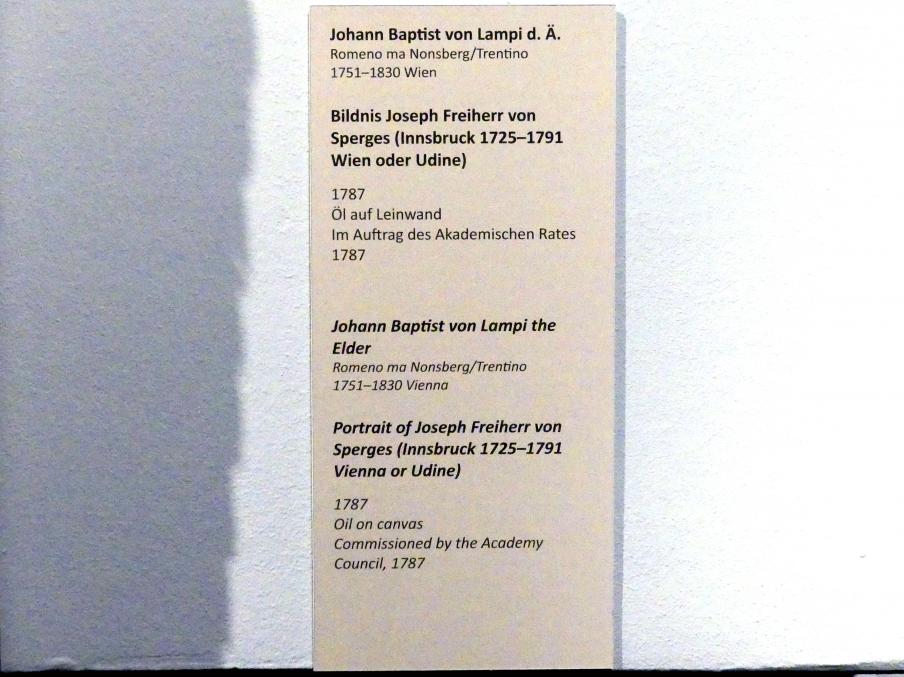 Johann Baptist von Lampi d. Ä.
Romeno ma Nonsberg/Trentino
1751–1830 Wien
Bildnis Joseph Freiherr von
Sperges (Innsbruck 1725–1791
Wien oder Udine)
1787
Öl auf Leinwand
Im Auftrag des Akademischen Rates
1787
Johann Baptist von Lampi the
Elder
Romeno ma Nonsberg/Trentino
1751–1830 Vienna
Portrait of Joseph Freiherr von
Sperges (Innsbruck 1725–1791
Vienna or Udine)
1787
Oil on canvas
Commissioned by the Academy
Council, 1787